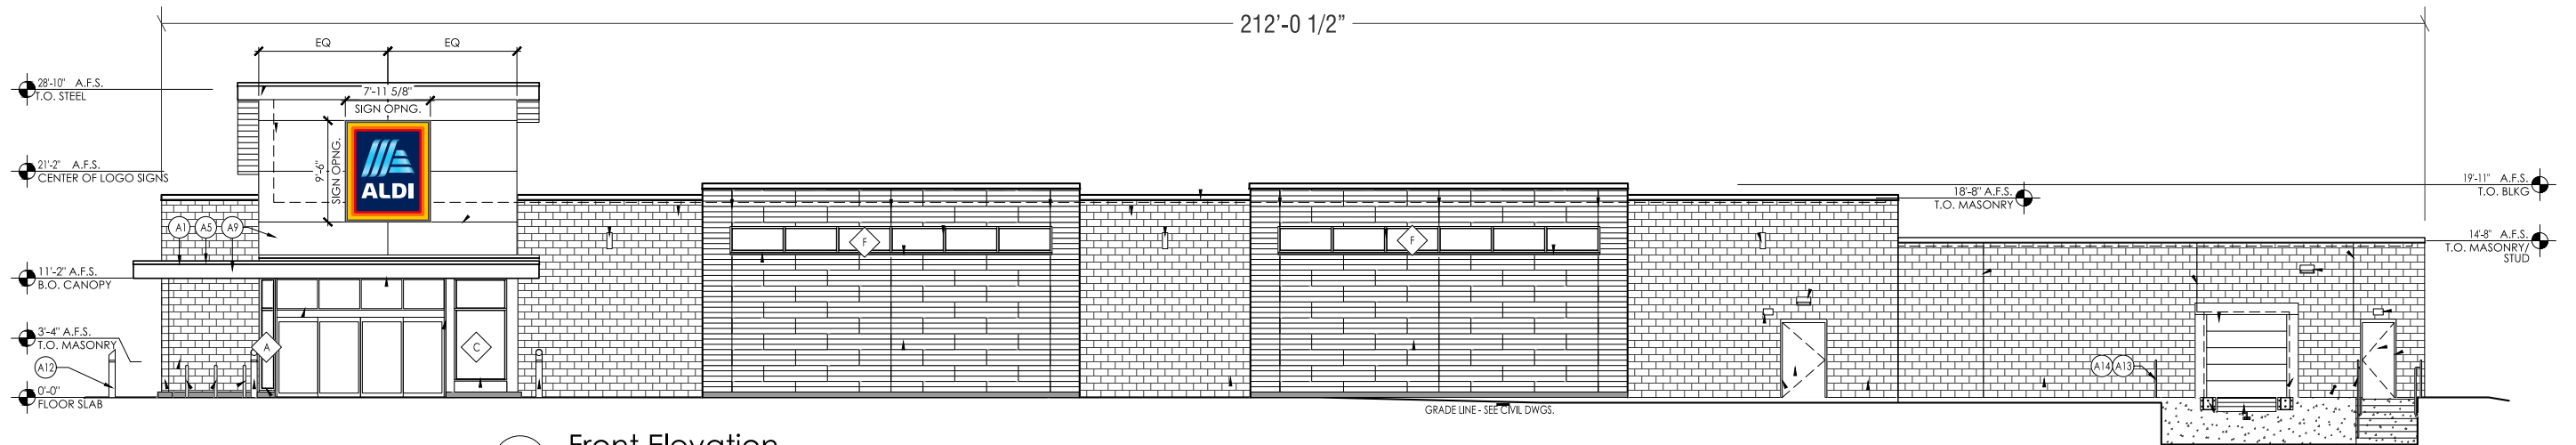 212'-0 1/2"
EQ
EQ
28'-10" A.F.S.
T.O. STEEL
7'-11 5/8"
SIGN OPNG.
9'-6"
SIGN OPNG.
ALDI
21'-2" A.F.S.
CENTER OF LOGO SIGNS
19'-11" A.F.S.
T.O. BLKG
18'-8" A.F.S.
T.O. MASONRY
A1 A5 A9
F
F
14'-8" A.F.S.
T.O. MASONRY/
STUD
11'-2" A.F.S.
B.O. CANOPY
3'-4" A.F.S.
T.O. MASONRY
A
C
A12
A14 A13
0'-0"
FLOOR SLAB
GRADE LINE - SEE CIVIL DWGS.
Front Elevation